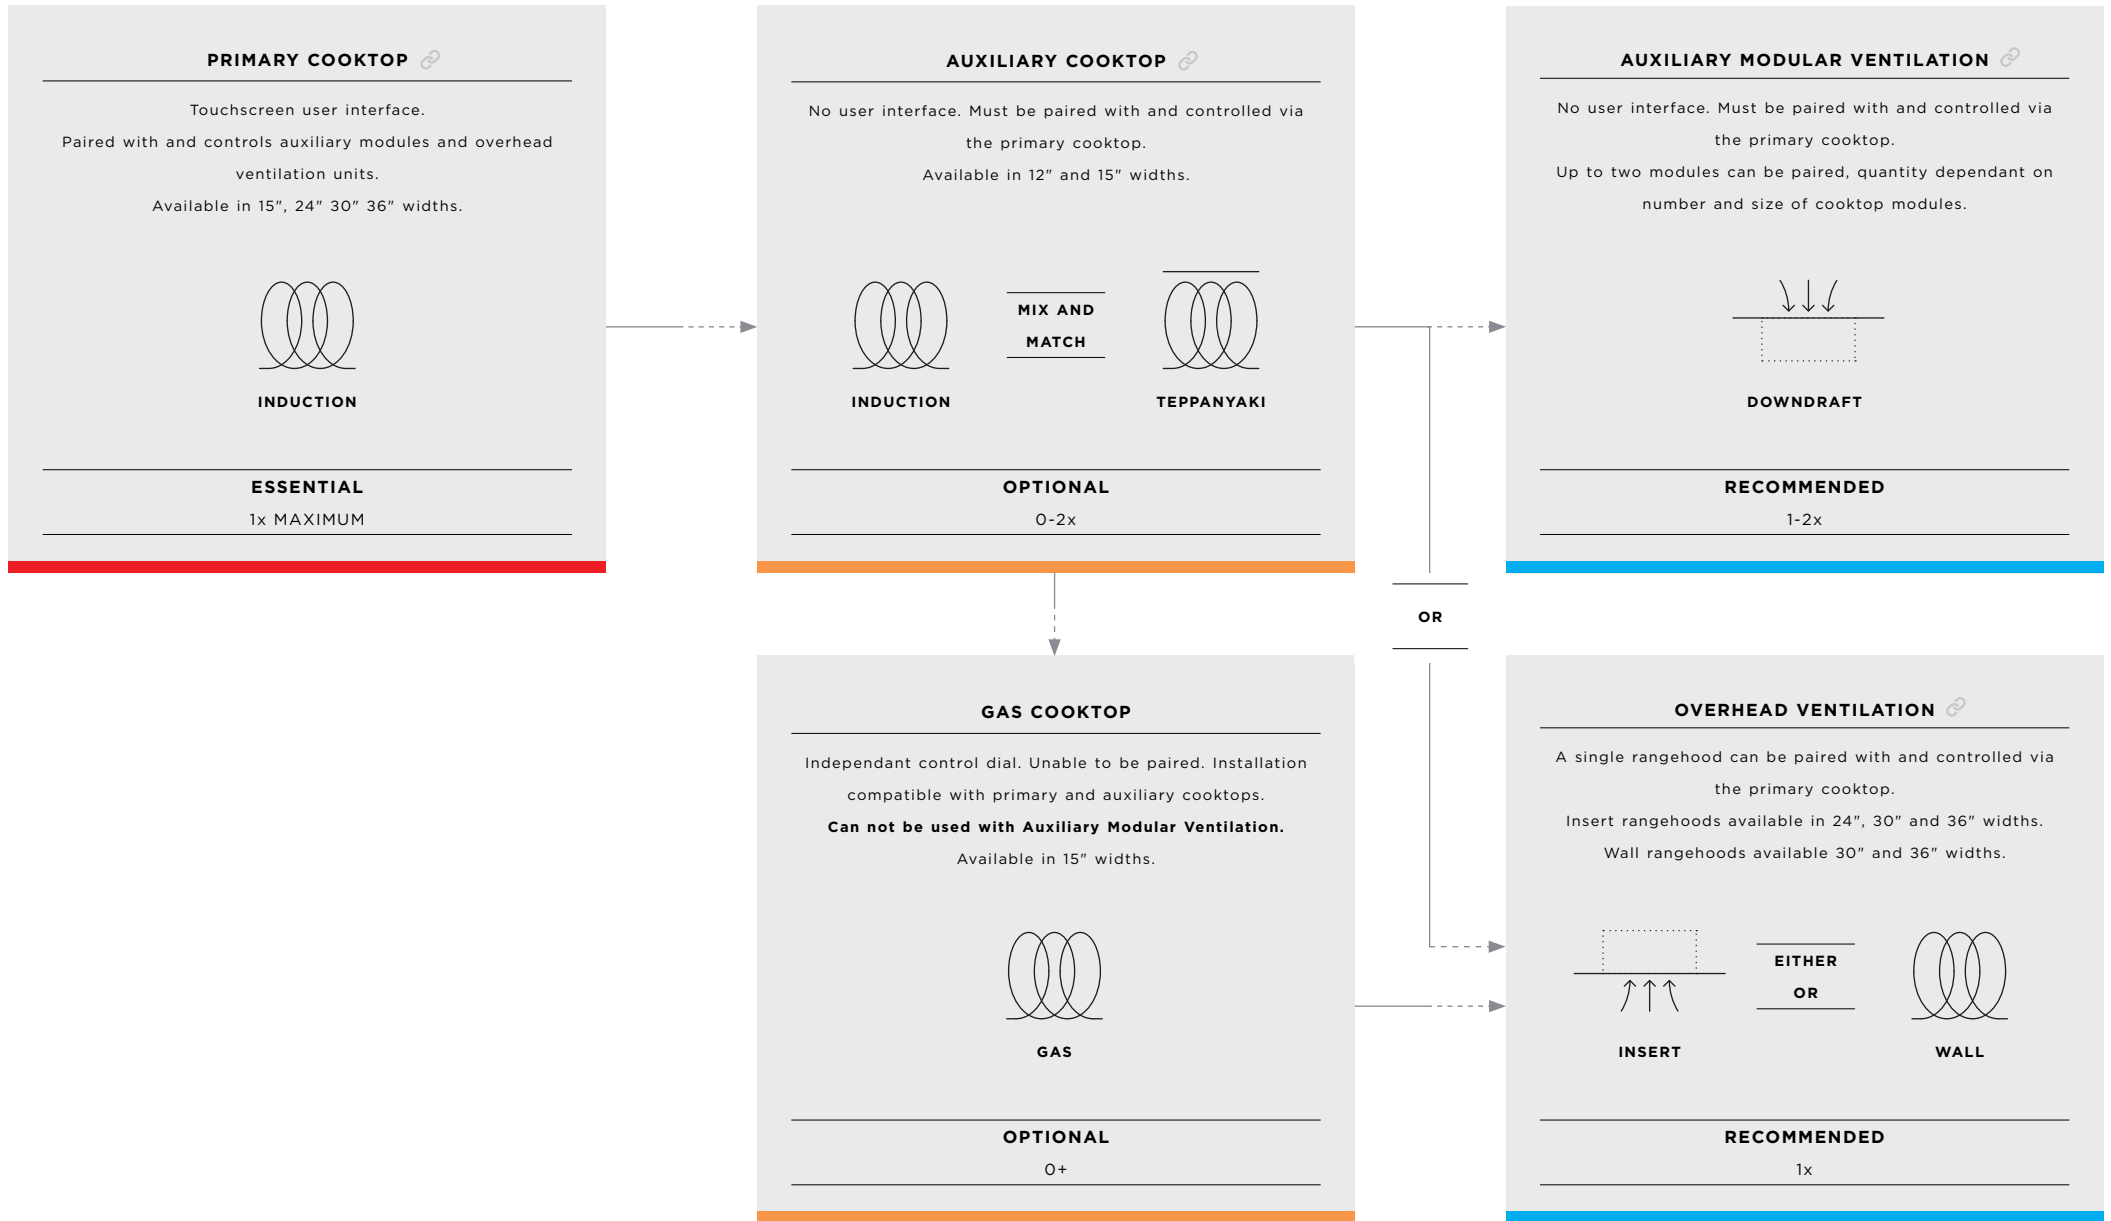 PRIMARY COOKTOP
Touchscreen user interface.
Paired with and controls auxiliary modules and overhead
ventilation units.
Available in 15", 24" 30" 36" widths.
INDUCTION
ESSENTIAL
1x MAXIMUM
AUXILIARY COOKTOP
No user interface. Must be paired with and controlled via
the primary cooktop.
Available in 12" and 15" widths.
INDUCTION
MIX AND
MATCH
TEPPANYAKI
OPTIONAL
0-2x
AUXILIARY MODULAR VENTILATION
No user interface. Must be paired with and controlled via
the primary cooktop.
Up to two modules can be paired, quantity dependant on
number and size of cooktop modules.
DOWNDRAFT
RECOMMENDED
1-2x
OR
GAS COOKTOP
Independant control dial. Unable to be paired. Installation
compatible with primary and auxiliary cooktops.
Can not be used with Auxiliary Modular Ventilation.
Available in 15" widths.
GAS
OPTIONAL
0+
OVERHEAD VENTILATION
A single rangehood can be paired with and controlled via
the primary cooktop.
Insert rangehoods available in 24", 30" and 36" widths.
Wall rangehoods available 30" and 36" widths.
INSERT
EITHER
OR
WALL
RECOMMENDED
1x